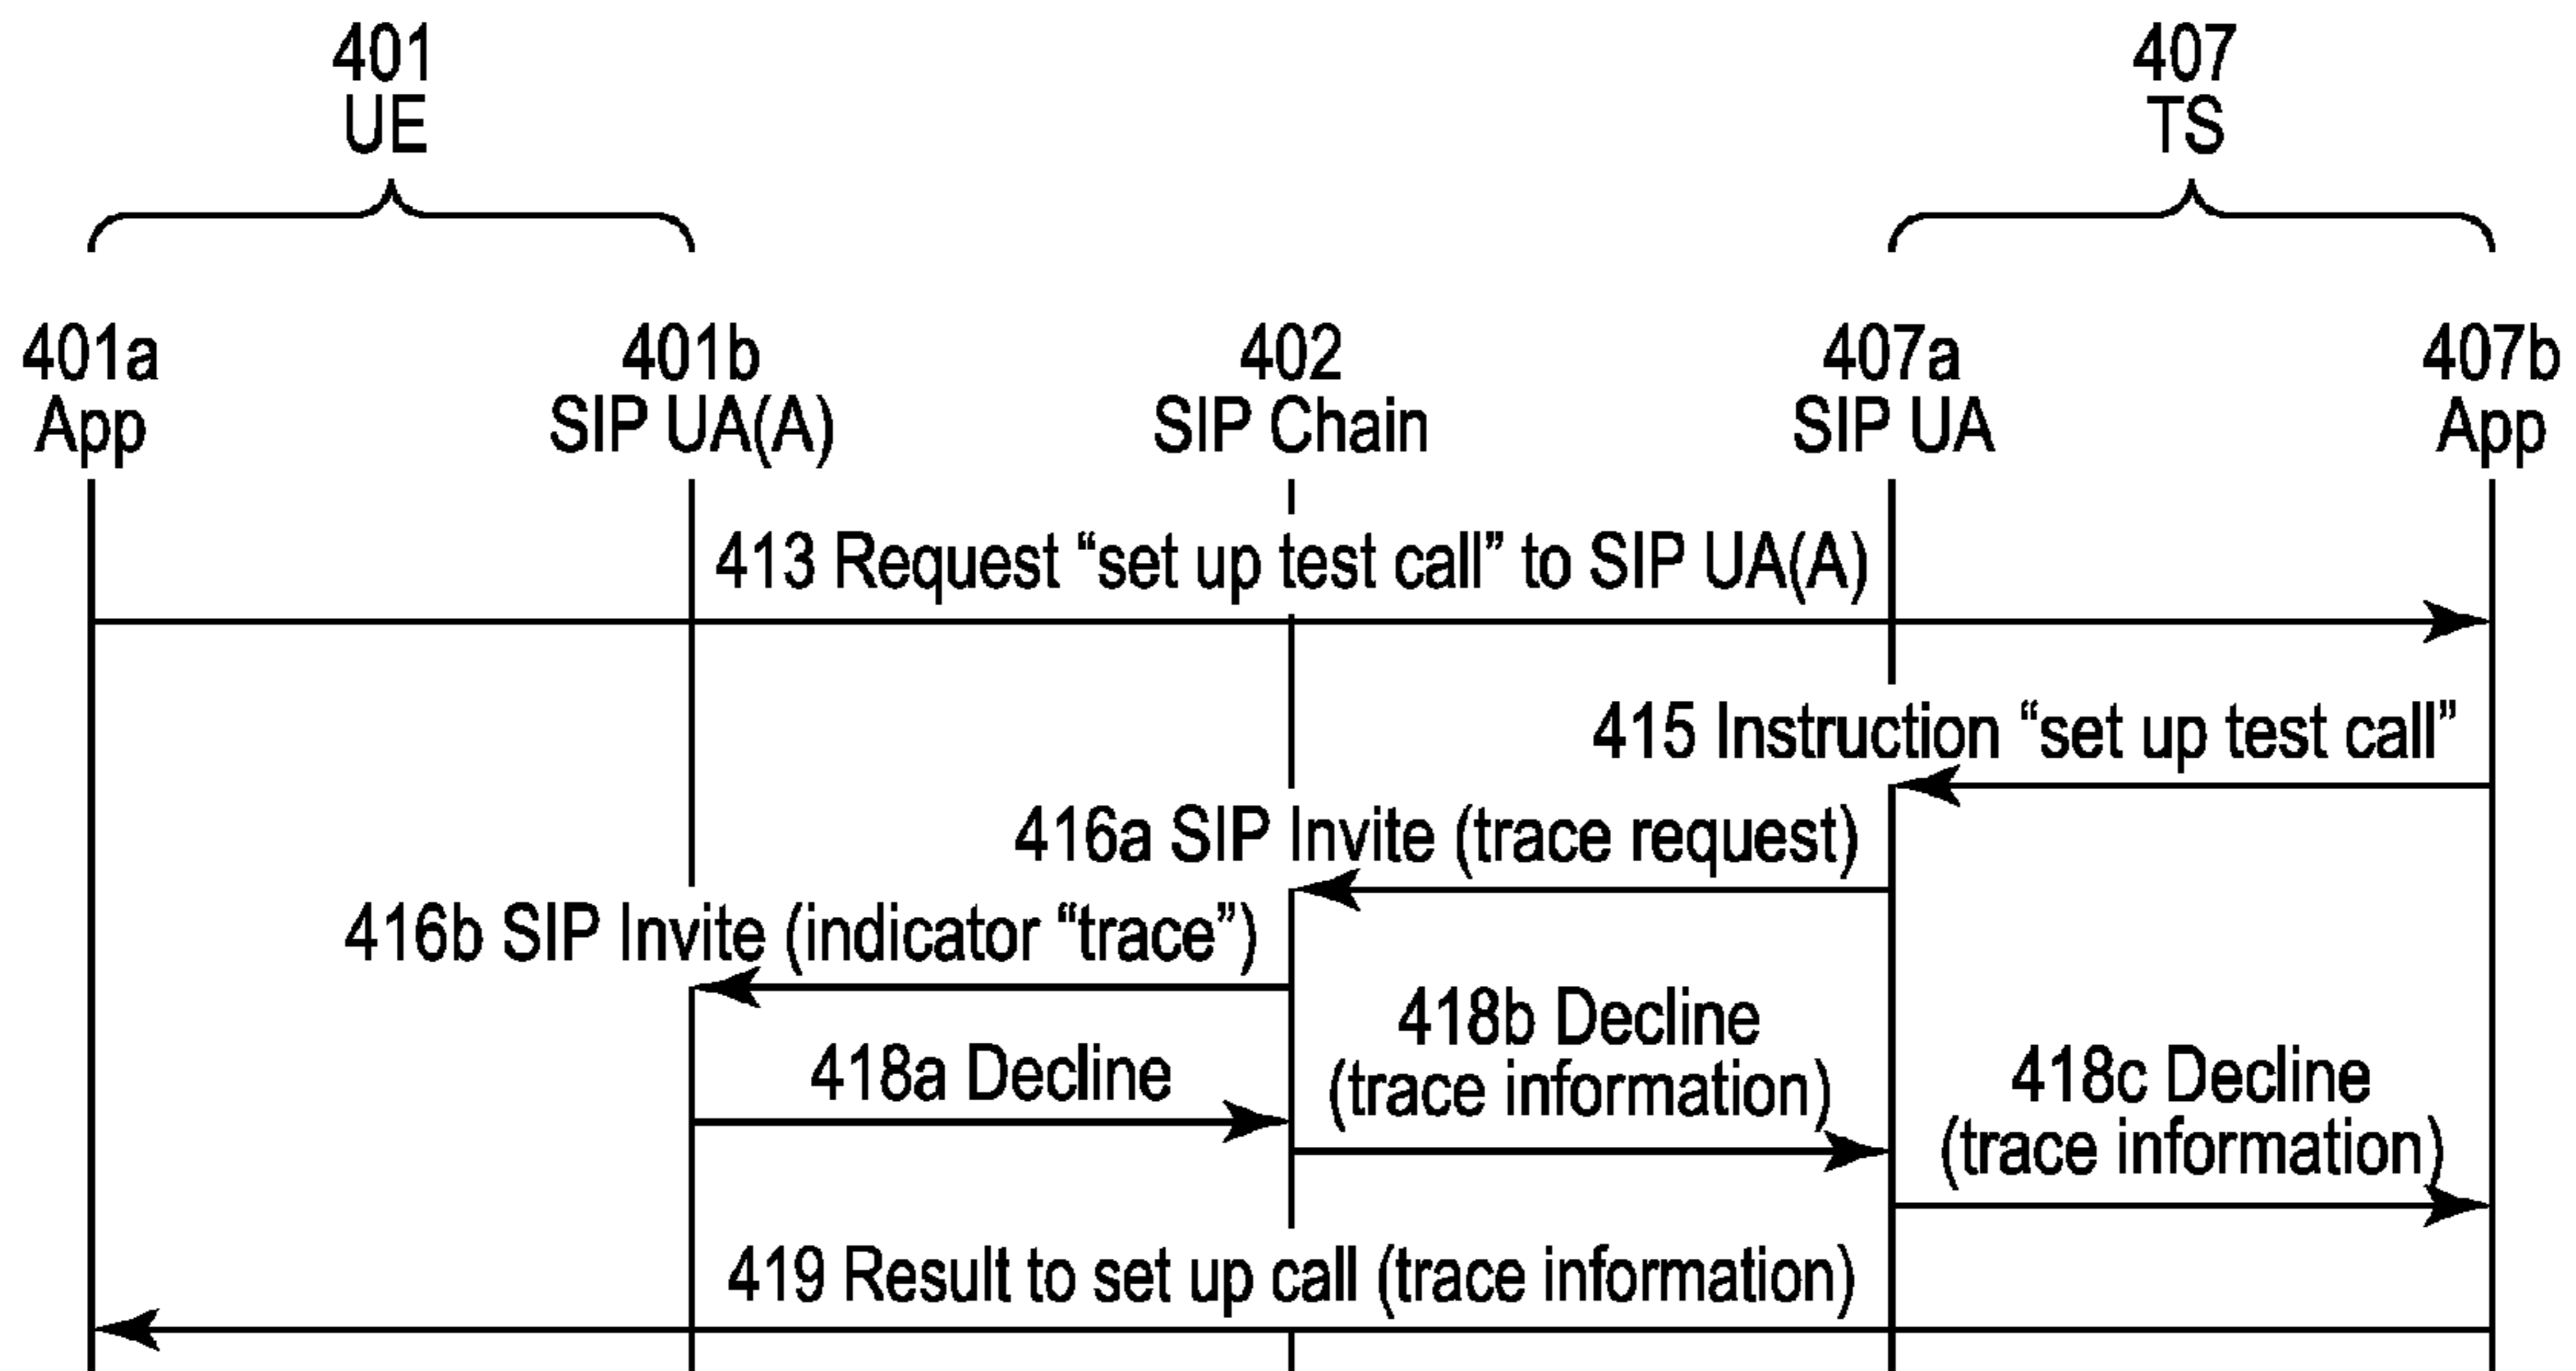 401
UE
407
TS
401a
App
401b
SIP UA(A)
402
SIP Chain
407a
SIP UA
407b
App
413 Request “set up test call” to SIP UA(A)
415 Instruction “set up test call”
416a SIP Invite (trace request)
416b SIP Invite (indicator “trace”)
418a Decline
418b Decline
(trace information)
418c Decline
(trace information)
419 Result to set up call (trace information)